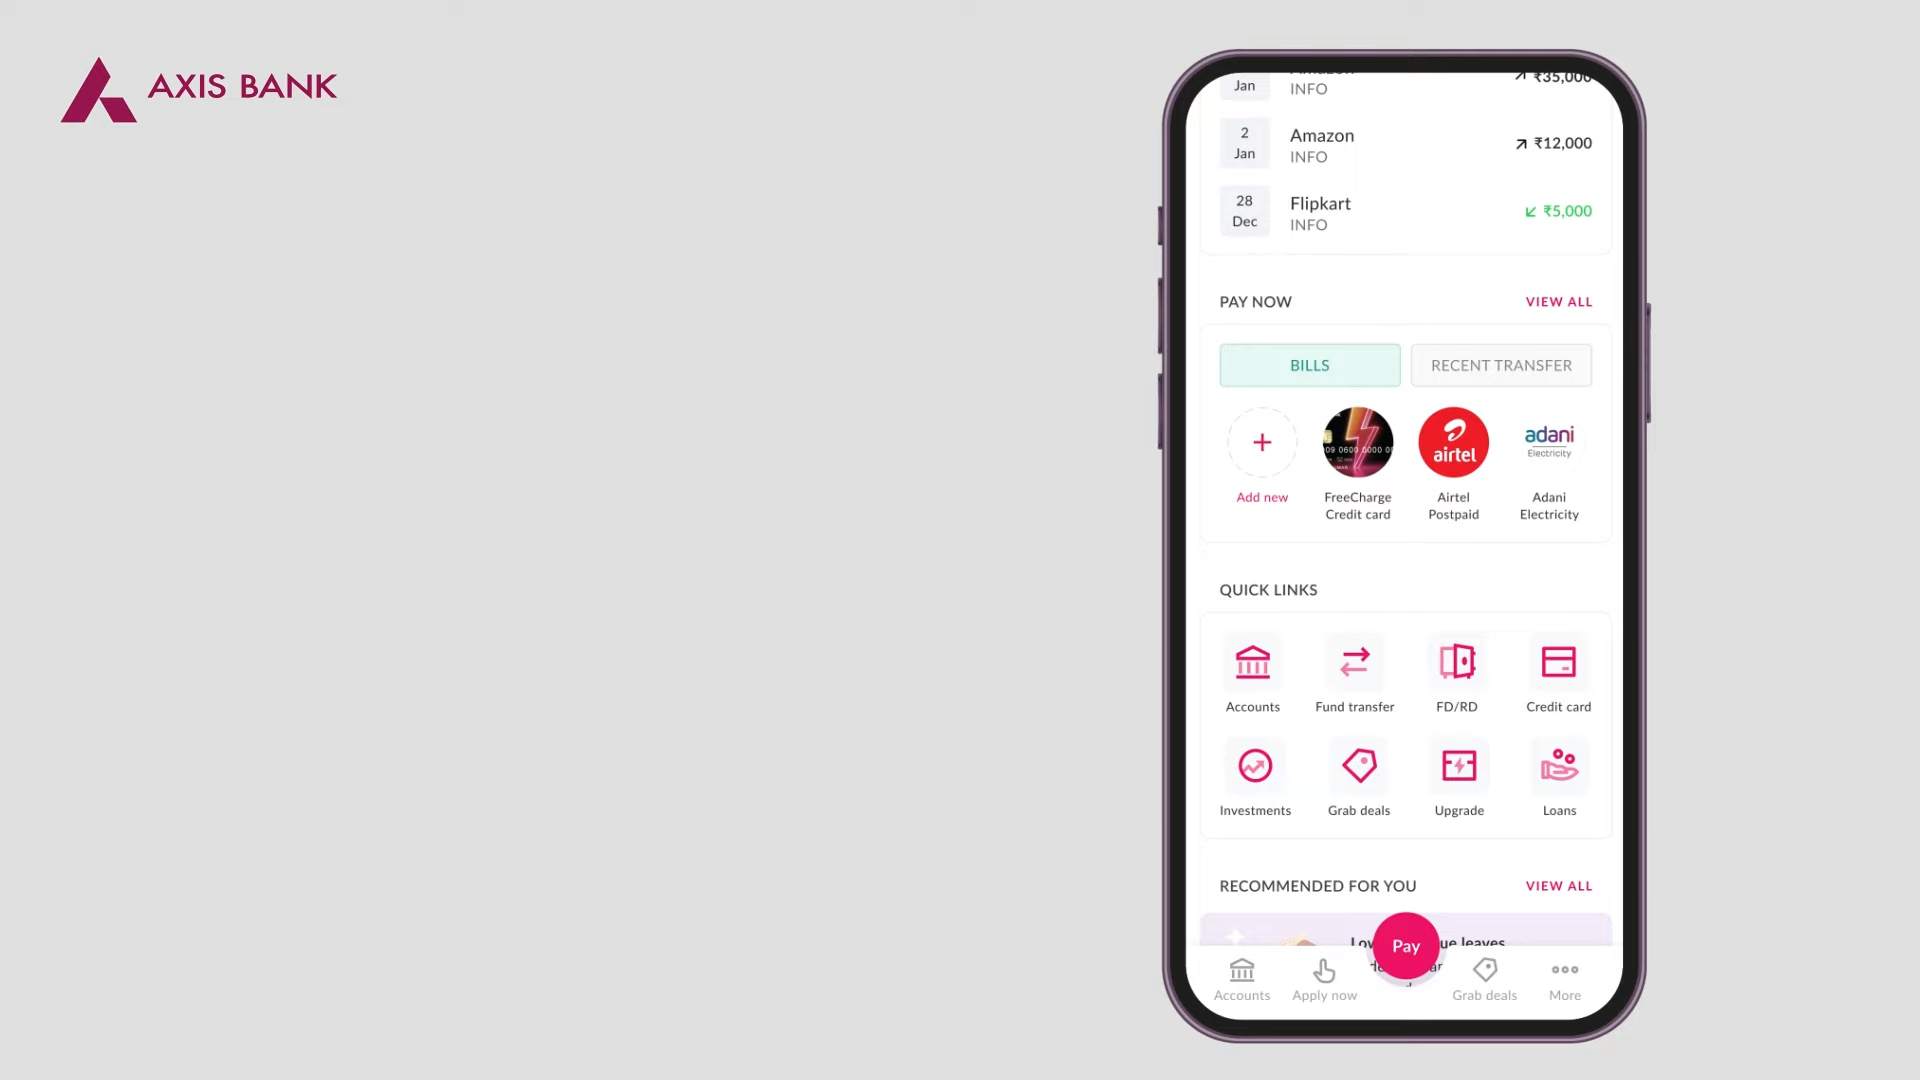 AXIS BANK
Jan
INFO
₹35,000
2
Jan
Amazon
INFO
₹12,000
28
Dec
Flipkart
INFO
₹5,000
PAY NOW
VIEW ALL
BILLS
RECENT TRANSFER
airtel
adani
Electricity
Add new
FreeCharge
Credit card
Airtel
Postpaid
Adani
Electricity
QUICK LINKS
Accounts
Fund transfer
FD/RD
Credit card
Investments
Grab deals
Upgrade
Loans
RECOMMENDED FOR YOU
VIEW ALL
leaves
Pay
Accounts
Apply now
Grab deals
More